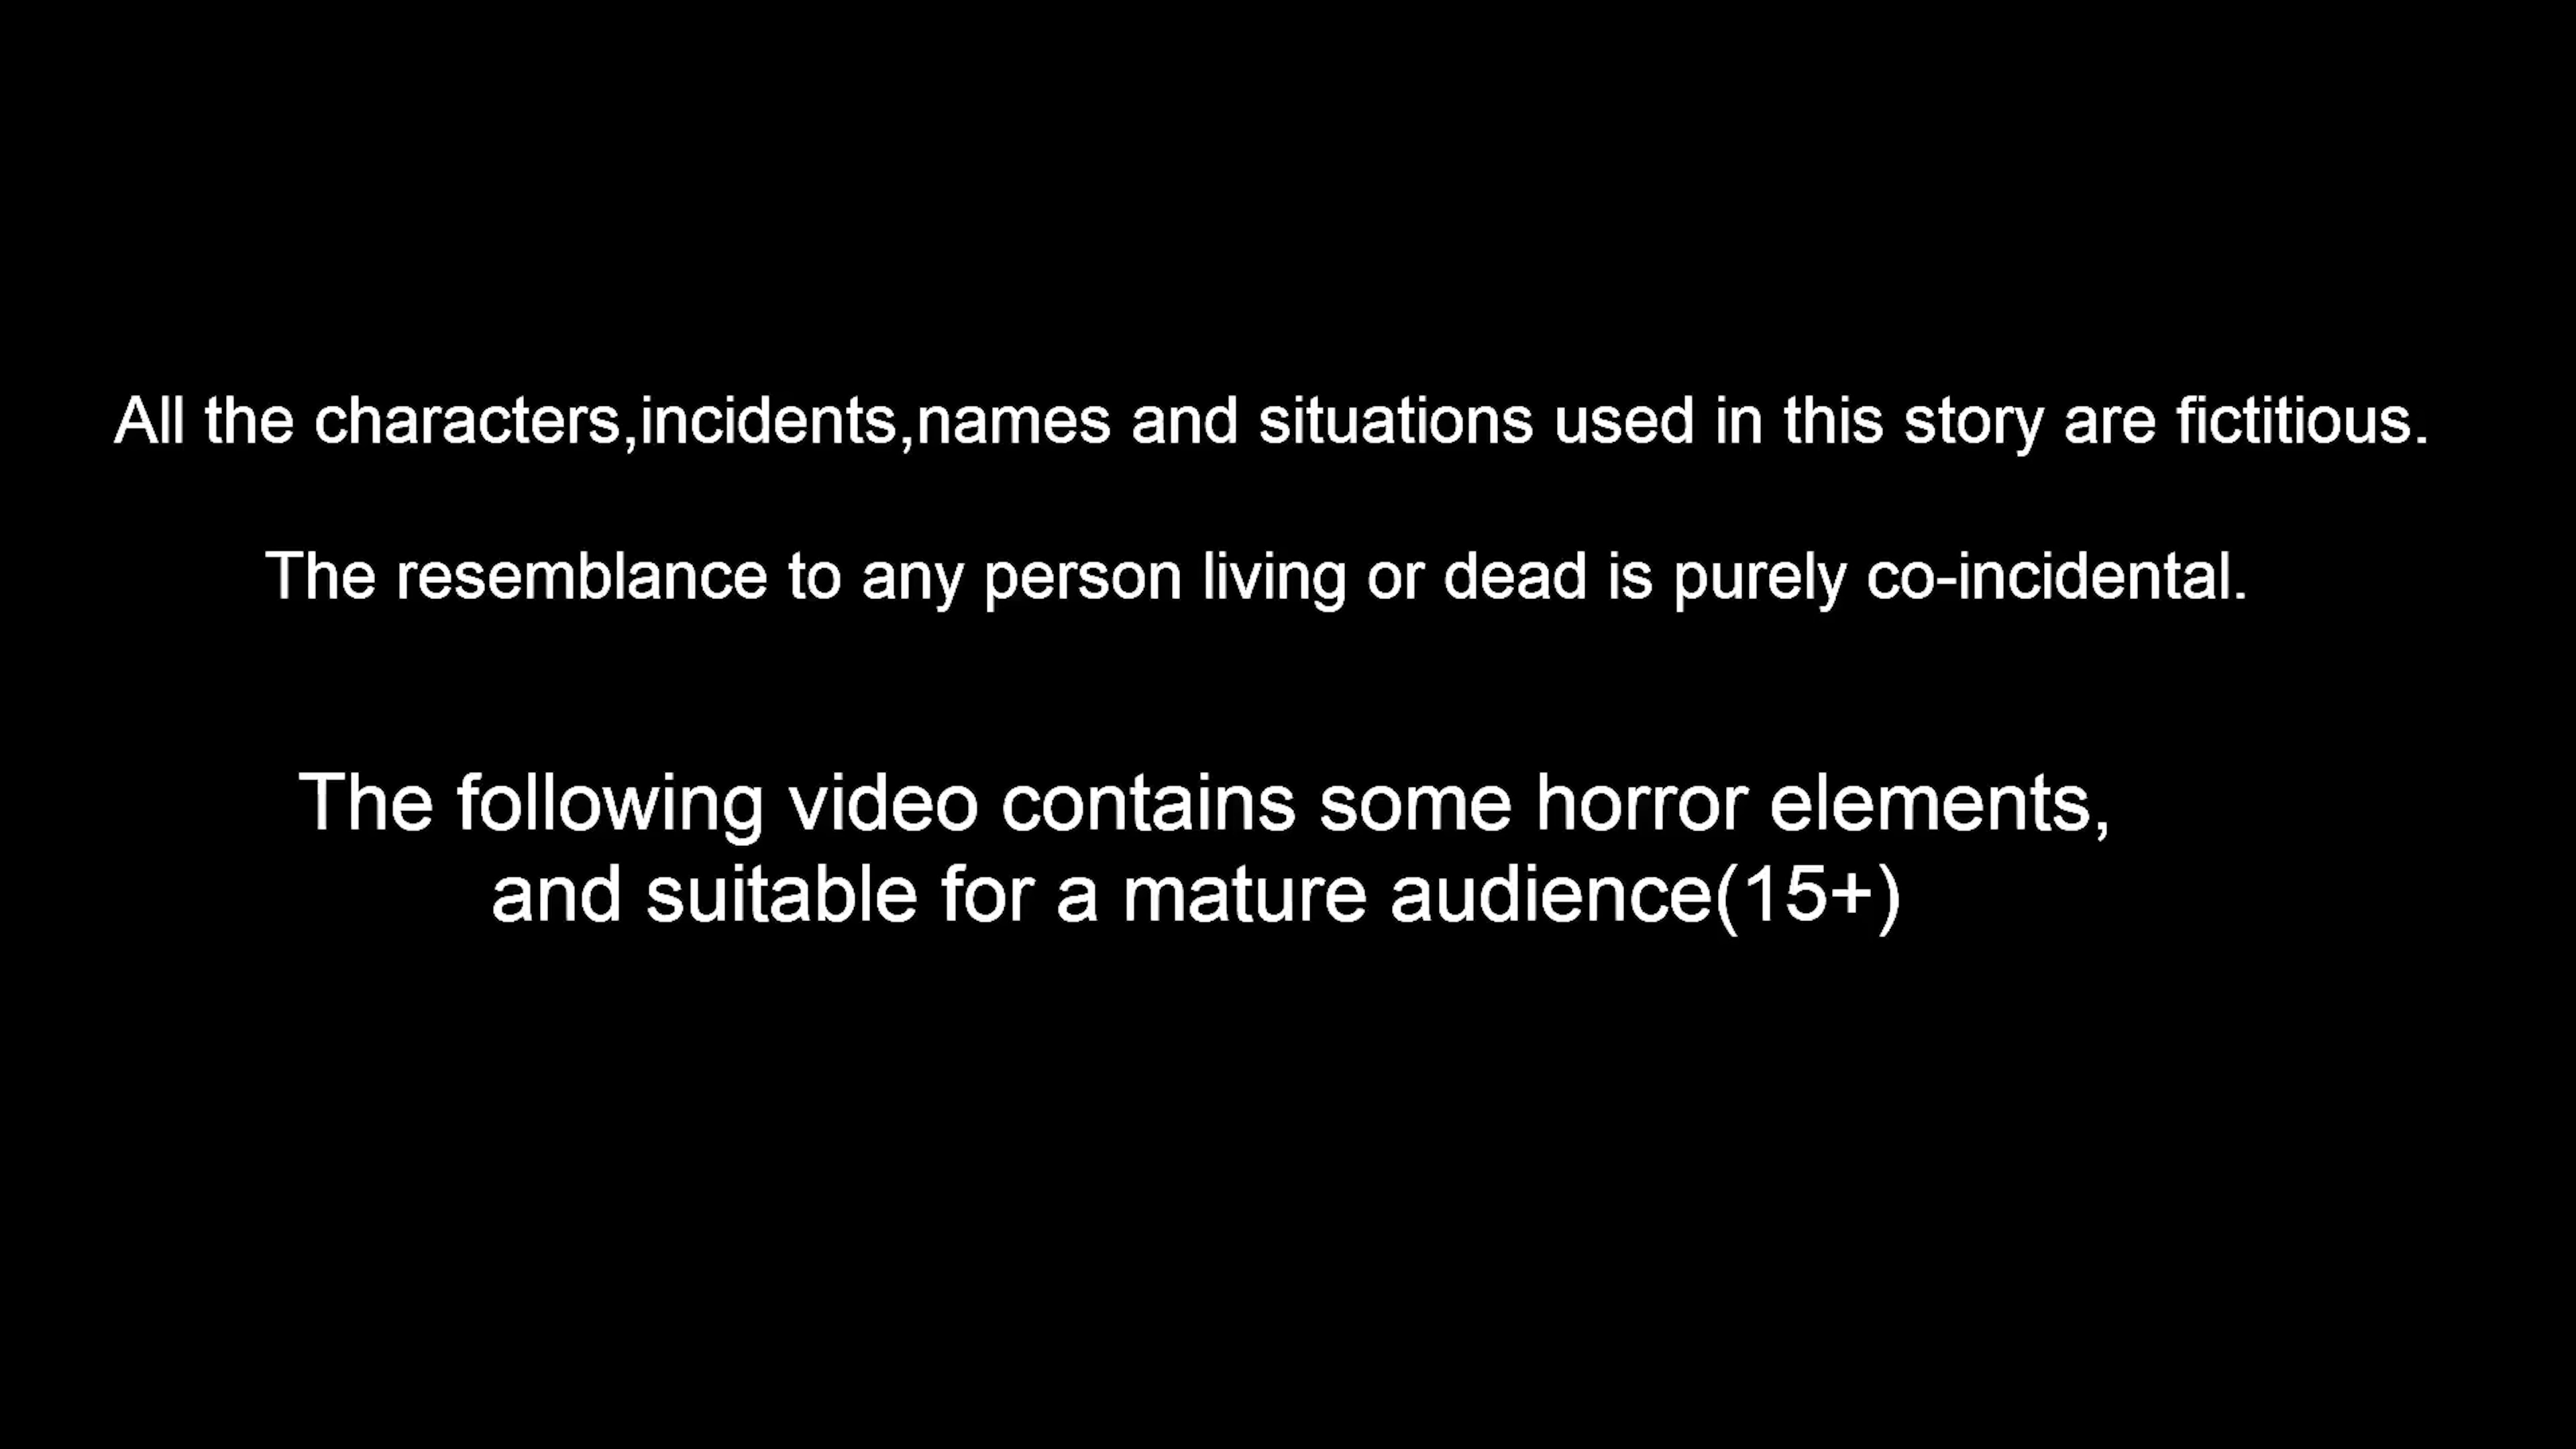 All the characters,incidents,names and situations used in this story are fictitious.
The resemblance to any person living or dead is purely co-incidental.
The following video contains some horror elements,
and suitable for a mature audience(15+)